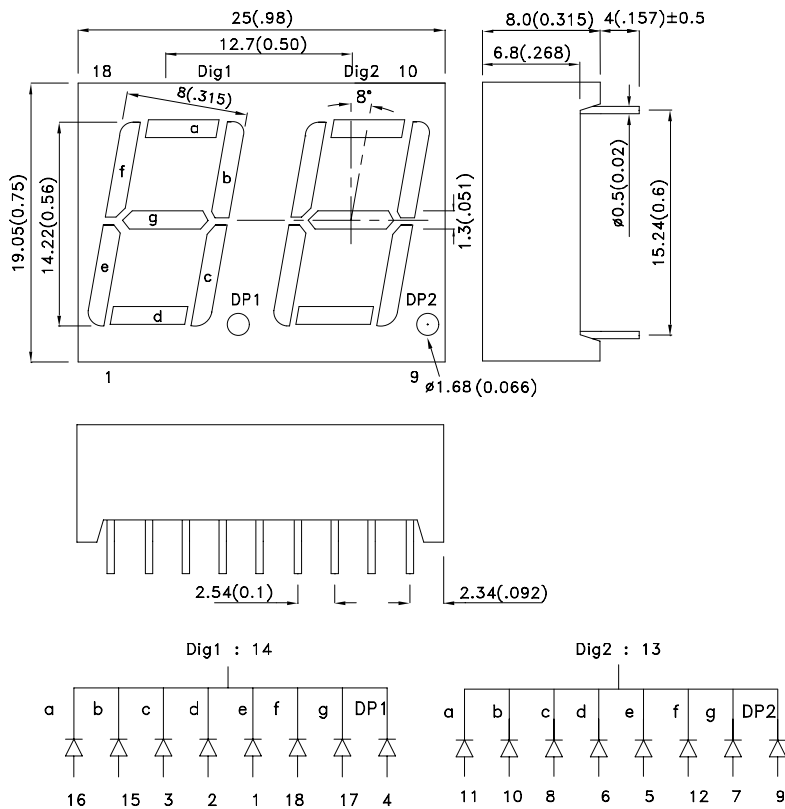 25(.98)
8.0(0.315)
4(.157)±0.5
12.7(0.50)
6.8(.268)
18
Dig1
Dig2
10
8(.315)
8°
a
f
b
g
e
c
d
19.05(0.75)
14.22(0.56)
1.3(.051)
ø0.5(0.02)
15.24(0.6)
DP1
DP2
1
9
ø1.68(0.066)
2.54(0.1)
2.34(.092)
Dig1 : 14
Dig2 : 13
a b c d e f g DP1
a b c d e f g DP2
16 15 3 2 1 18 17 4
11 10 8 6 5 12 7 9